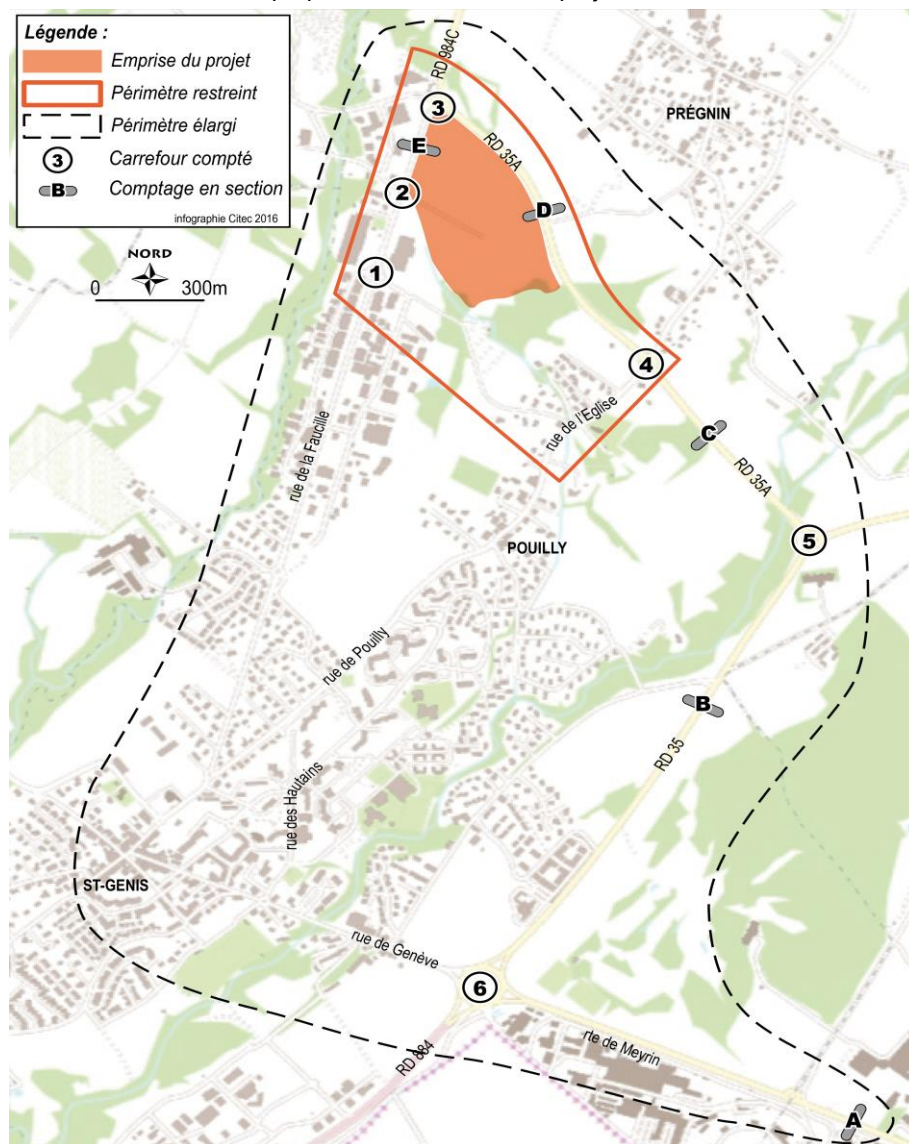 Légende :
Emprise du projet
Périmètre restreint
Périmètre élargi
3 Carrefour compté
B Comptage en section
infographie Citec 2016
NORD
0 300m
RD 984C
3
PRÉGNIN
E
RD 35A
2
D
1
4
rue de l'Eglise
C
rue de la Faucille
RD 35A
5
POUILLY
rue de Pouilly
B
RD 35
rue des Hautains
ST-GENIS
rue de Genève
6
rte de Meyrin
RD 884
A